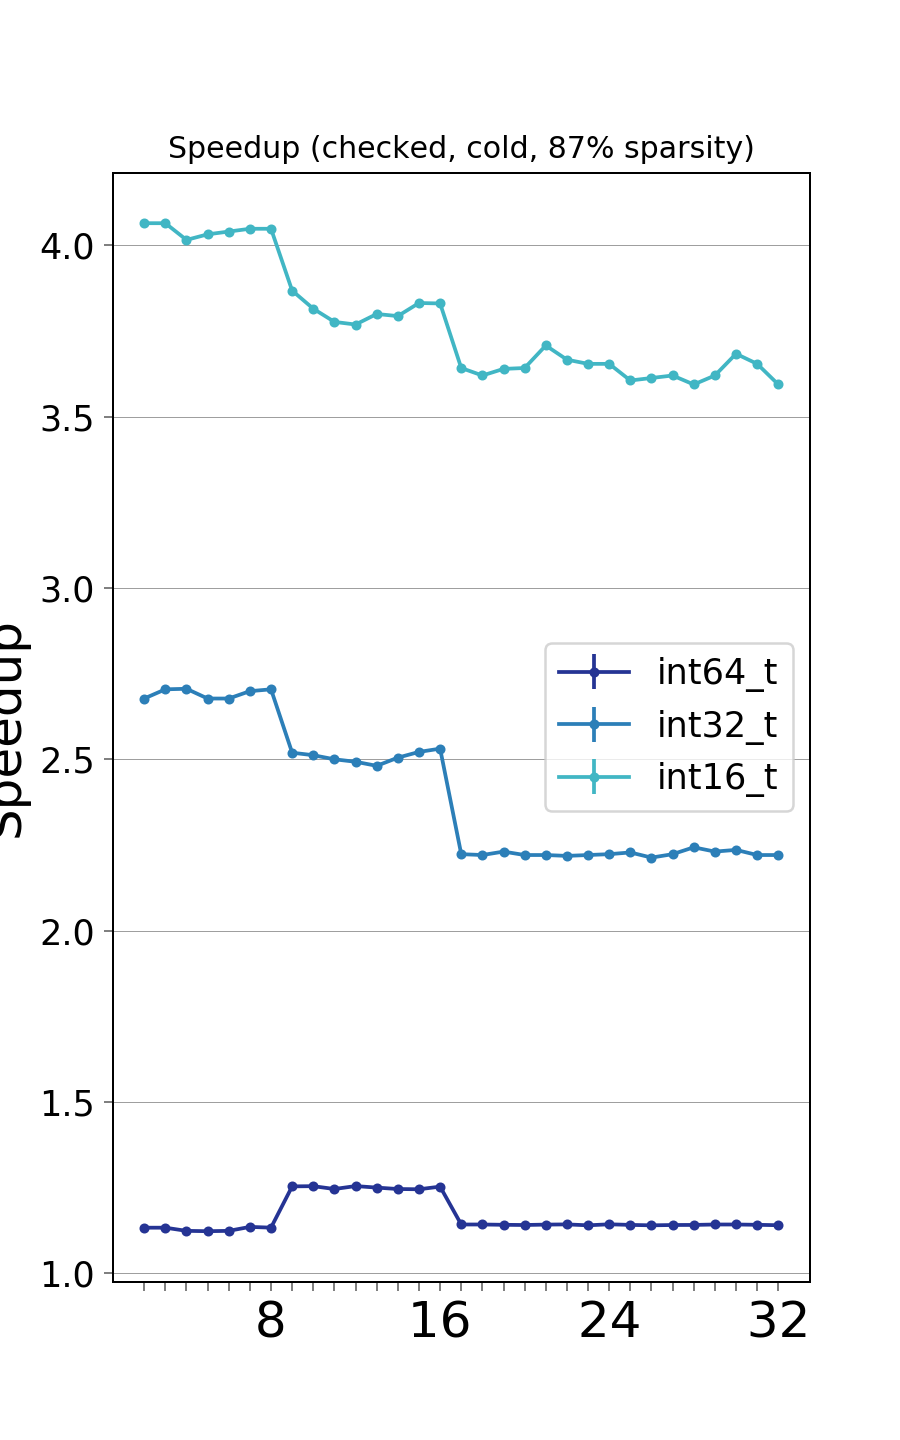 Speedup (checked, cold, 87% sparsity)
Speedup
4.0
3.5
3.0
2.5
2.0
1.5
1.0
int64_t
int32_t
int16_t
8 16 24 32